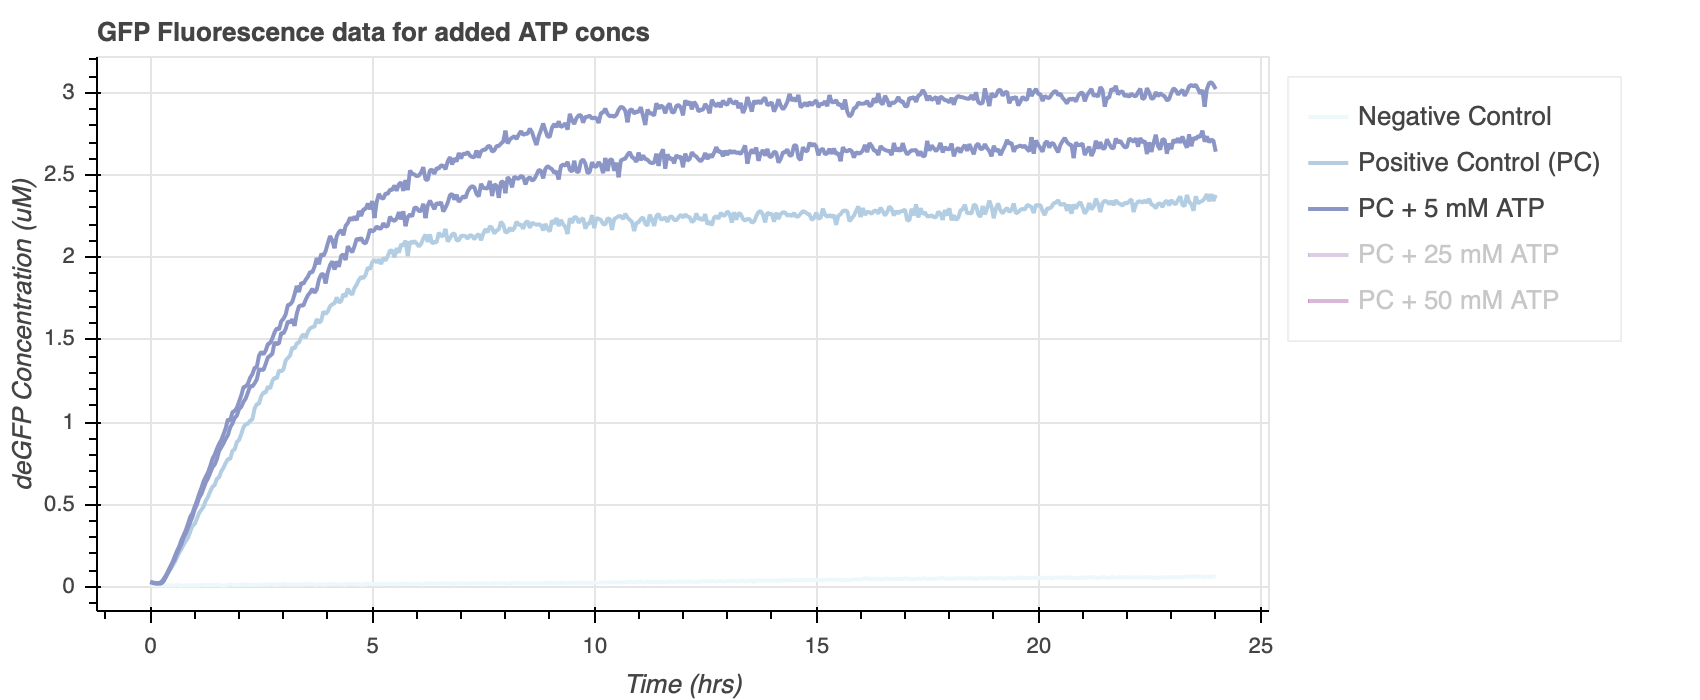 GFP Fluorescence data for added ATP concs
deGFP Concentration (uM)
3
2.5
2
1.5
1
0.5
0
0 5 10 15 20 25
Time (hrs)
Negative Control
Positive Control (PC)
PC + 5 mM ATP
PC + 25 mM ATP
PC + 50 mM ATP